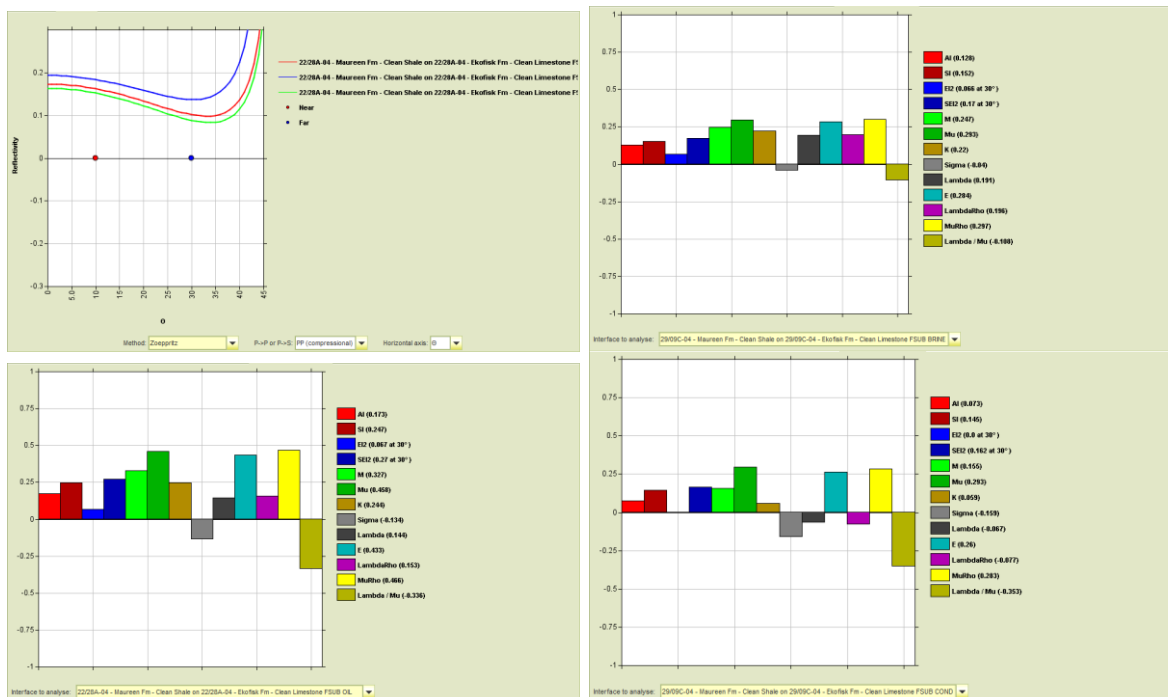 0.2
0.1
0
-0.1
-0.2
-0.3
Reflectivity
0
5.0
10
15
20
25
30
35
40
45
Θ
22/28A-04 - Maureen Fm - Clean Shale on 22/28A-04 - Ekofisk Fm - Clean Limestone FS
22/28A-04 - Maureen Fm - Clean Shale on 22/28A-04 - Ekofisk Fm - Clean Limestone FS
22/28A-04 - Maureen Fm - Clean Shale on 22/28A-04 - Ekofisk Fm - Clean Limestone FS
Near
Far
Method: Zoeppritz P->P or P->S: PP (compressional) Horizontal axis: Θ
1
0.75
0.5
0.25
0
-0.25
-0.5
-0.75
-1
AI (0.128)
SI (0.152)
EI2 (0.066 at 30°)
SEI2 (0.17 at 30°)
M (0.247)
Mu (0.293)
K (0.22)
Sigma (-0.04)
Lambda (0.191)
E (0.284)
LambdaRho (0.196)
MuRho (0.297)
Lambda / Mu (-0.108)
Interface to analyse: 29/09C-04 - Maureen Fm - Clean Shale on 29/09C-04 - Ekofisk Fm - Clean Limestone FSUB BRINE
1
0.75
0.5
0.25
0
-0.25
-0.5
-0.75
-1
AI (0.173)
SI (0.247)
EI2 (0.067 at 30°)
SEI2 (0.27 at 30°)
M (0.327)
Mu (0.458)
K (0.244)
Sigma (-0.134)
Lambda (0.144)
E (0.433)
LambdaRho (0.153)
MuRho (0.466)
Lambda / Mu (-0.336)
Interface to analyse: 22/28A-04 - Maureen Fm - Clean Shale on 22/28A-04 - Ekofisk Fm - Clean Limestone FSUB OIL
1
0.75
0.5
0.25
0
-0.25
-0.5
-0.75
-1
AI (0.073)
SI (0.145)
EI2 (0.0 at 30°)
SEI2 (0.162 at 30°)
M (0.155)
Mu (0.293)
K (0.059)
Sigma (-0.159)
Lambda (-0.067)
E (0.26)
LambdaRho (-0.077)
MuRho (0.283)
Lambda / Mu (-0.353)
Interface to analyse: 29/09C-04 - Maureen Fm - Clean Shale on 29/09C-04 - Ekofisk Fm - Clean Limestone FSUB COND